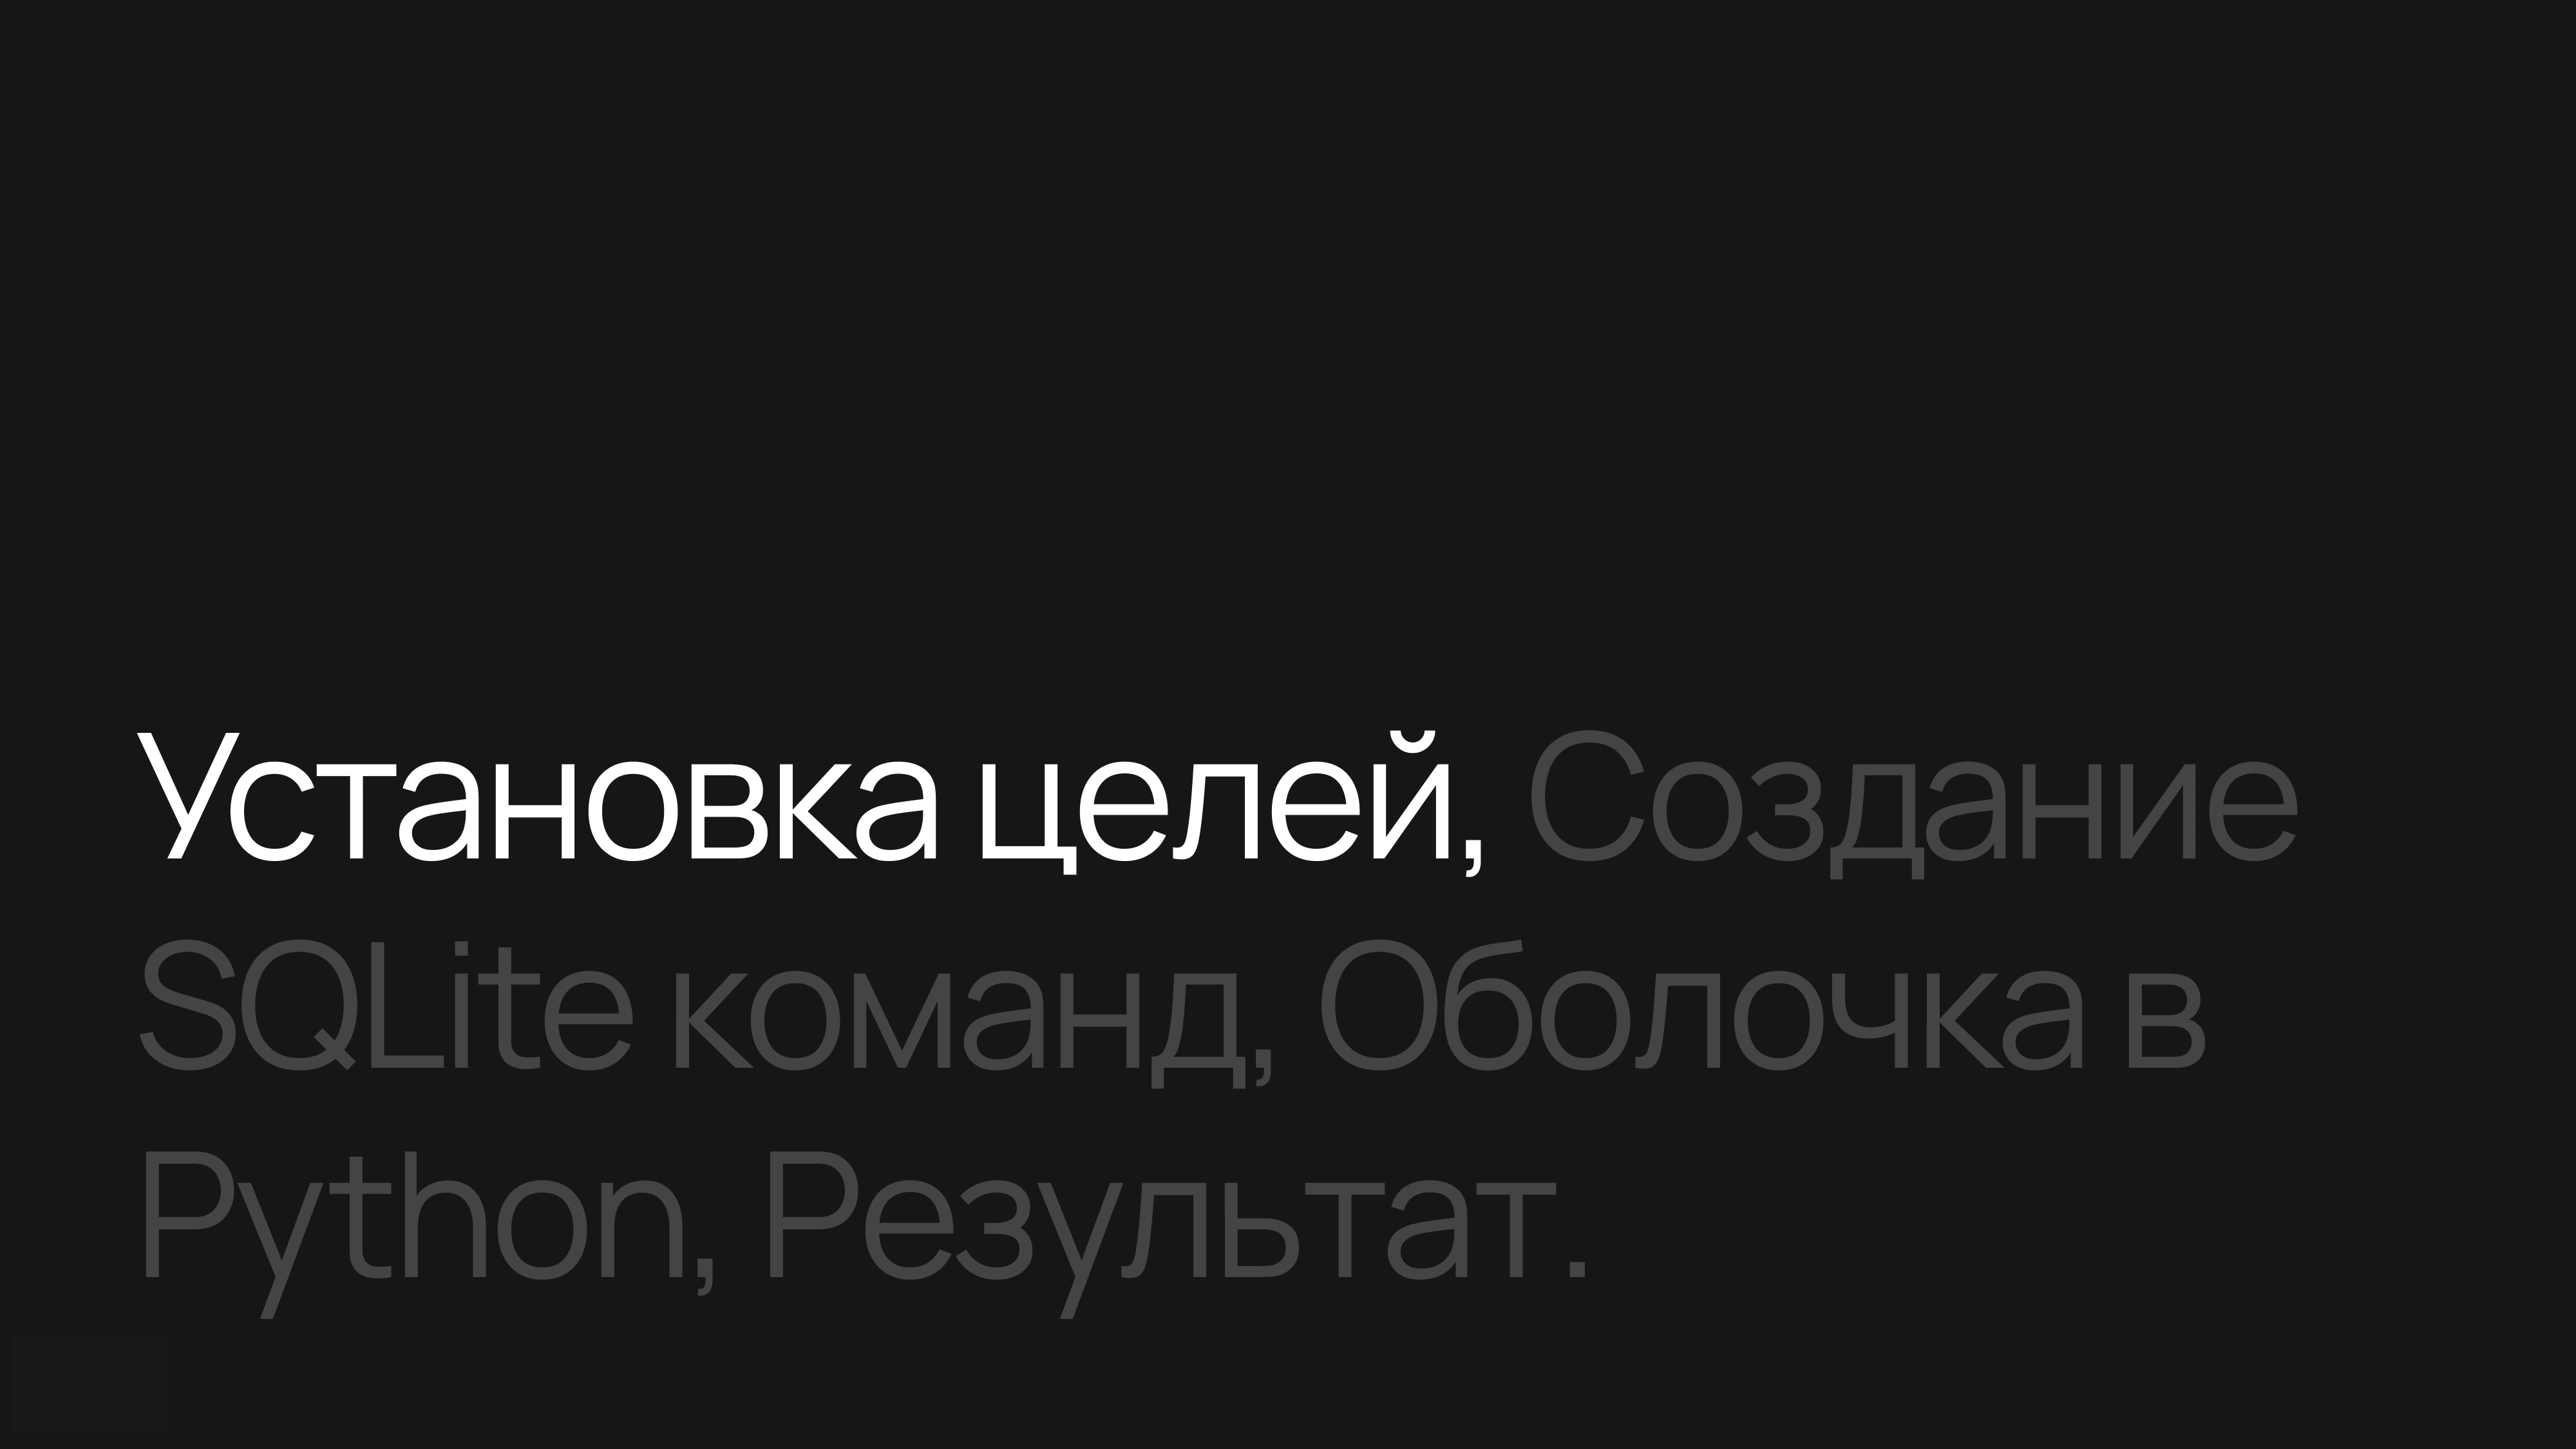 Установка целей, Создание
SQLite команд, Оболочка в
Python, Результат.